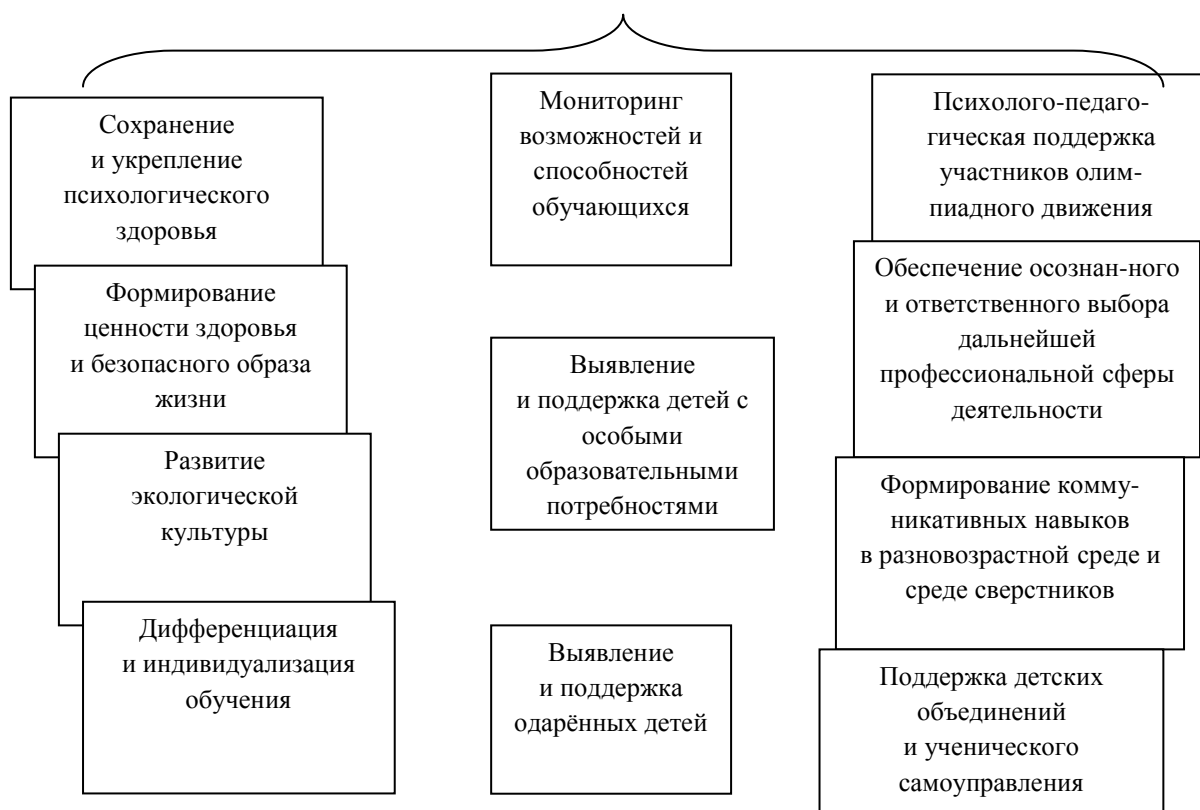 Сохранение
и укрепление
психологического
здоровья
Формирование
ценности здоровья
и безопасного образа
жизни
Развитие
экологической
культуры
Дифференциация
и индивидуализация
обучения
Мониторинг
возможностей и
способностей
обучающихся
Выявление
и поддержка детей с
особыми
образовательными
потребностями
Выявление
и поддержка
одарённых детей
Психолого-педаго-
гическая поддержка
участников олим-
пиадного движения
Обеспечение осознан-ного
и ответственного выбора
дальнейшей
профессиональной сферы
деятельности
Формирование комму-
никативных навыков
в разновозрастной среде и
среде сверстников
Поддержка детских
объединений
и ученического
самоуправления